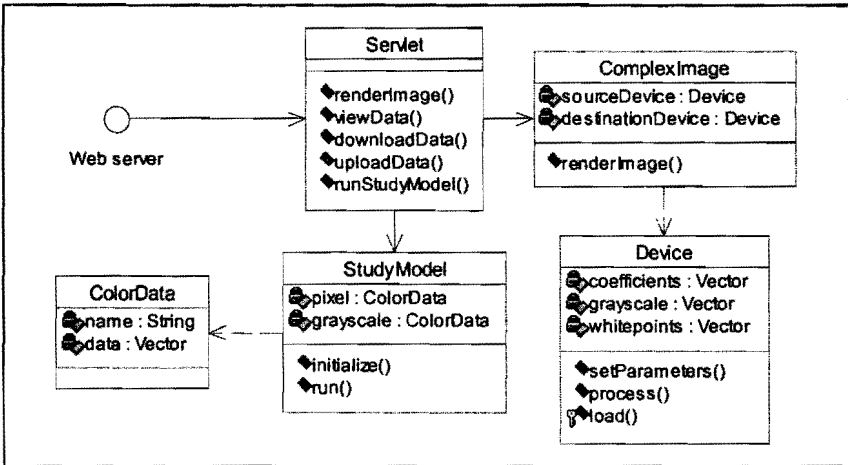 Servlet
renderImage()
viewData()
downloadData()
uploadData()
runStudyModel()
ComplexImage
sourceDevice : Device
destinationDevice : Device
renderImage()
Web server
StudyModel
pixel : ColorData
grayscale : ColorData
initialize()
run()
ColorData
name : String
data : Vector
Device
coefficients : Vector
grayscale : Vector
whitepoints : Vector
setParameters()
process()
load()